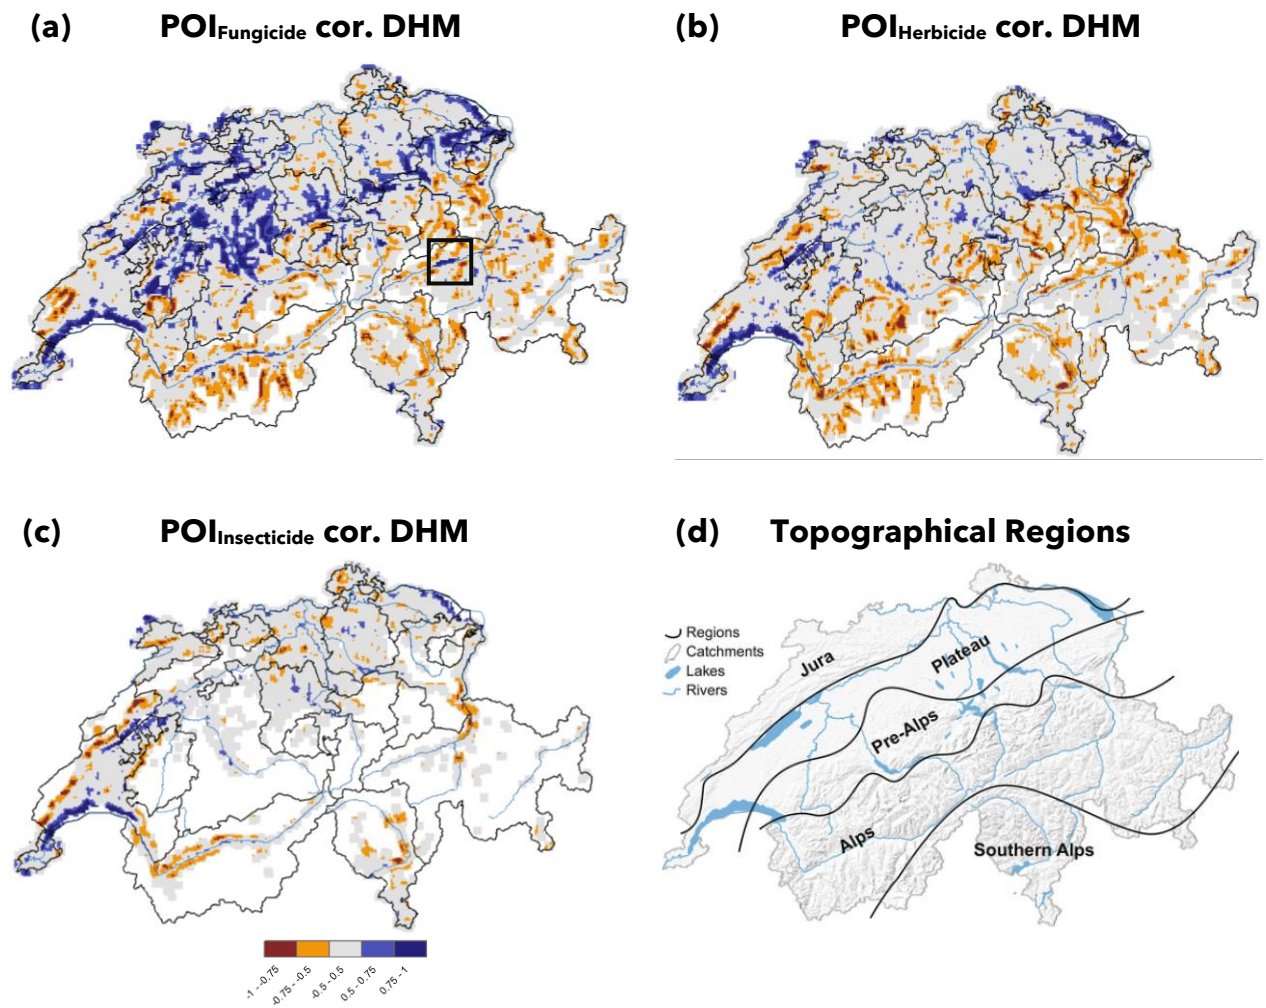 (a) POIFungicide cor. DHM
(b) POIHerbicide cor. DHM
(c) POIInsecticide cor. DHM
(d) Topographical Regions
Regions
Catchments
Lakes
Rivers
Jura
Plateau
Pre-Alps
Alps
Southern Alps
-1 - -0.75
-0.75 - -0.5
-0.5 - 0.5
0.5 - 0.75
0.75 - 1